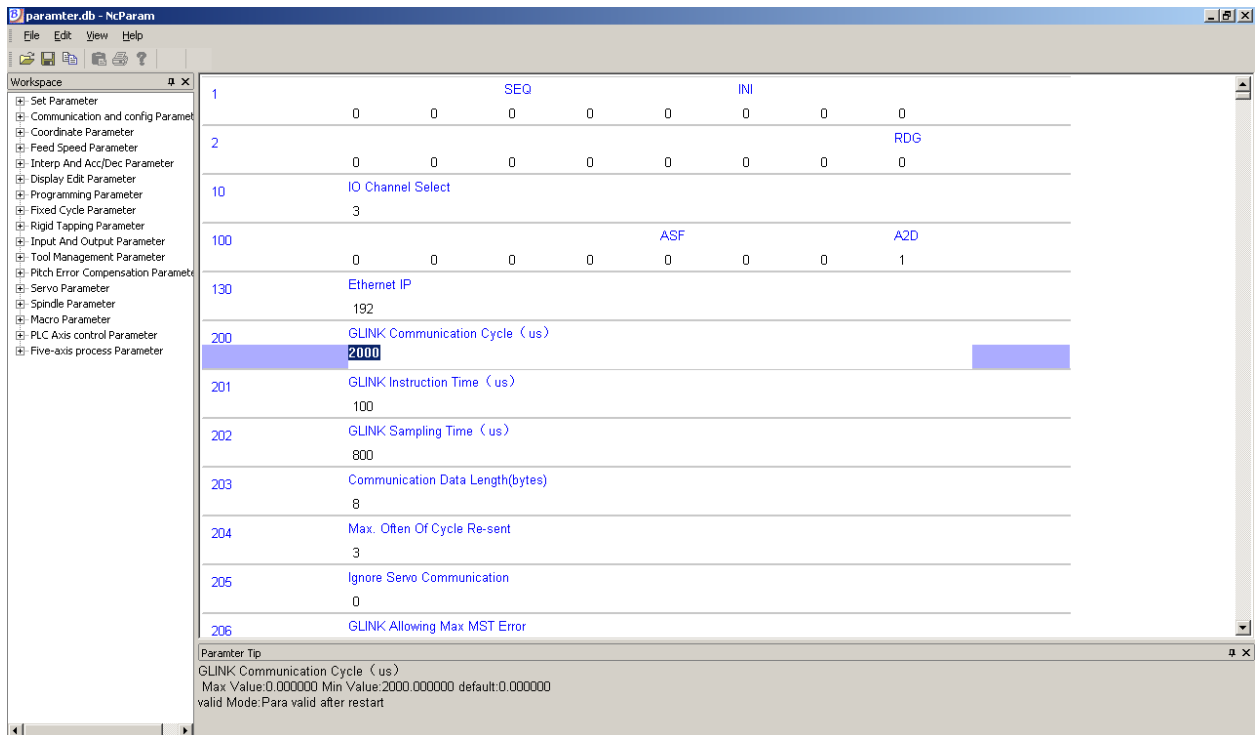 paramter.db - NcParam
File Edit View Help
Workspace
Set Parameter
Communication and config Paramet
Coordinate Parameter
Feed Speed Parameter
Interp And Acc/Dec Parameter
Display Edit Parameter
Programming Parameter
Fixed Cycle Parameter
Rigid Tapping Parameter
Input And Output Parameter
Tool Management Parameter
Pitch Error Compensation Paramete
Servo Parameter
Spindle Parameter
Macro Parameter
PLC Axis control Parameter
Five-axis process Parameter
1 SEQ INI
0 0 0 0 0 0 0 0
2 RDG
0 0 0 0 0 0 0 0
10 IO Channel Select
3
100 ASF A2D
0 0 0 0 0 0 0 1
130 Ethernet IP
192
200 GLINK Communication Cycle（us）
2000
201 GLINK Instruction Time（us）
100
202 GLINK Sampling Time（us）
800
203 Communication Data Length(bytes)
8
204 Max. Often Of Cycle Re-sent
3
205 Ignore Servo Communication
0
206 GLINK Allowing Max MST Error
Paramter Tip
GLINK Communication Cycle（us）
Max Value:0.000000 Min Value:2000.000000 default:0.000000
valid Mode:Para valid after restart